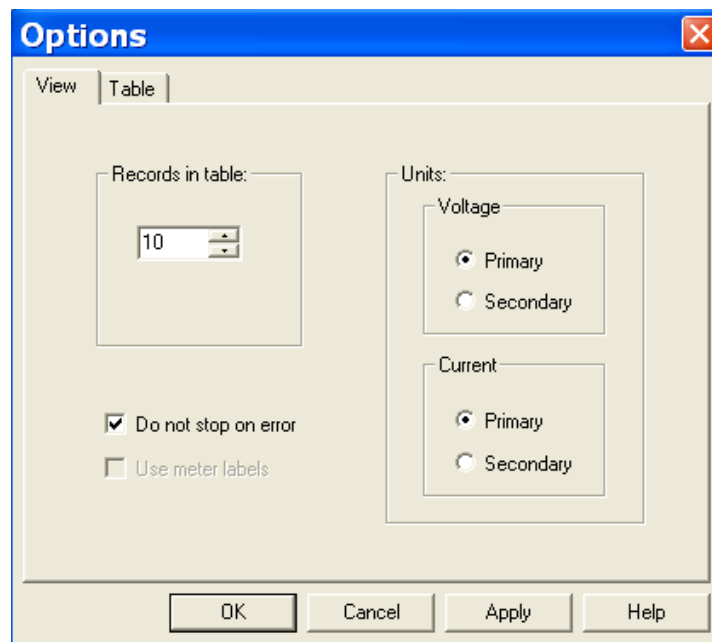 Options
View
Table
Records in table:
10
Do not stop on error
Use meter labels
Units:
Voltage
Primary
Secondary
Current
Primary
Secondary
OK
Cancel
Apply
Help